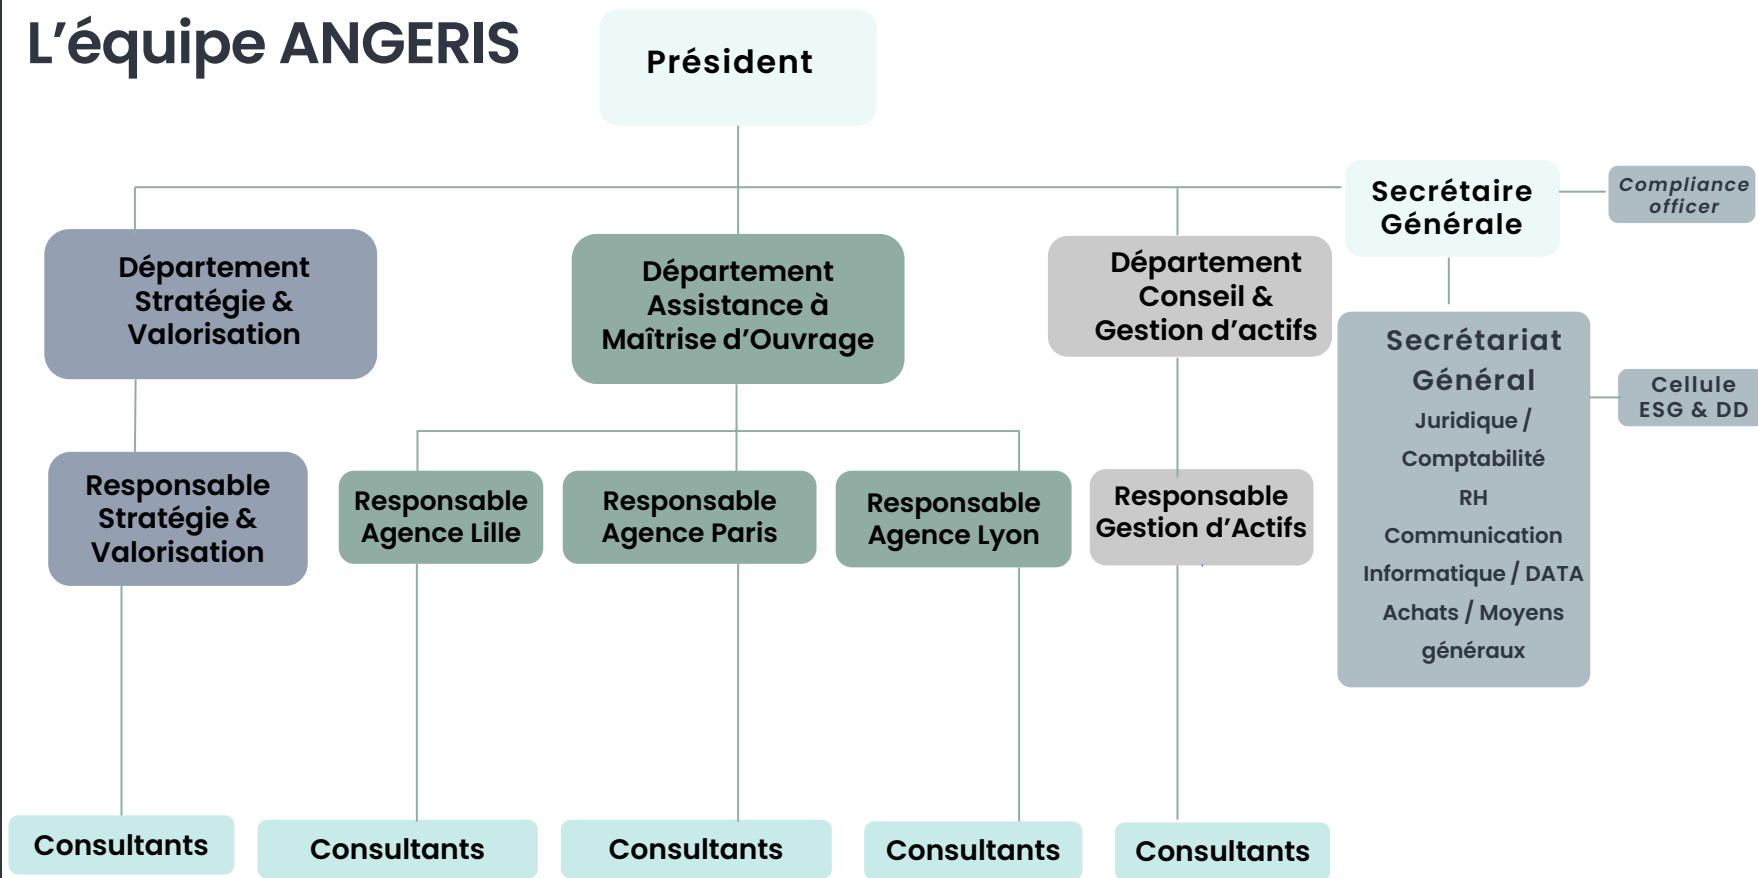 L’équipe ANGERIS
Président
Secrétaire
Générale
Compliance
officer
Département
Stratégie &
Valorisation
Département
Assistance à
Maîtrise d’Ouvrage
Département
Conseil &
Gestion d’actifs
Secrétariat
Général
Juridique /
Comptabilité
RH
Communication
Informatique / DATA
Achats / Moyens
généraux
Cellule
ESG & DD
Responsable
Stratégie &
Valorisation
Responsable
Agence Lille
Responsable
Agence Paris
Responsable
Agence Lyon
Responsable
Gestion d’Actifs
Consultants
Consultants
Consultants
Consultants
Consultants